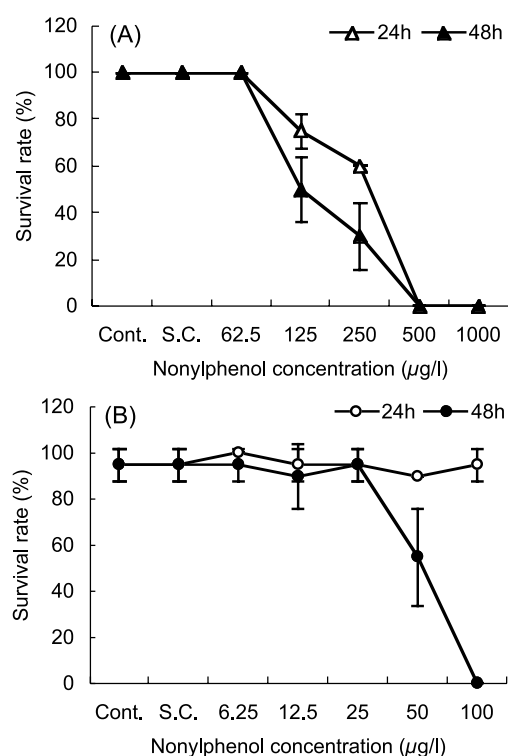 (A)
24h 48h
Survival rate (%)
120
100
80
60
40
20
0
Cont. S.C. 62.5 125 250 500 1000
Nonylphenol concentration (µg/l)
(B)
24h 48h
Survival rate (%)
120
100
80
60
40
20
0
Cont. S.C. 6.25 12.5 25 50 100
Nonylphenol concentration (µg/l)